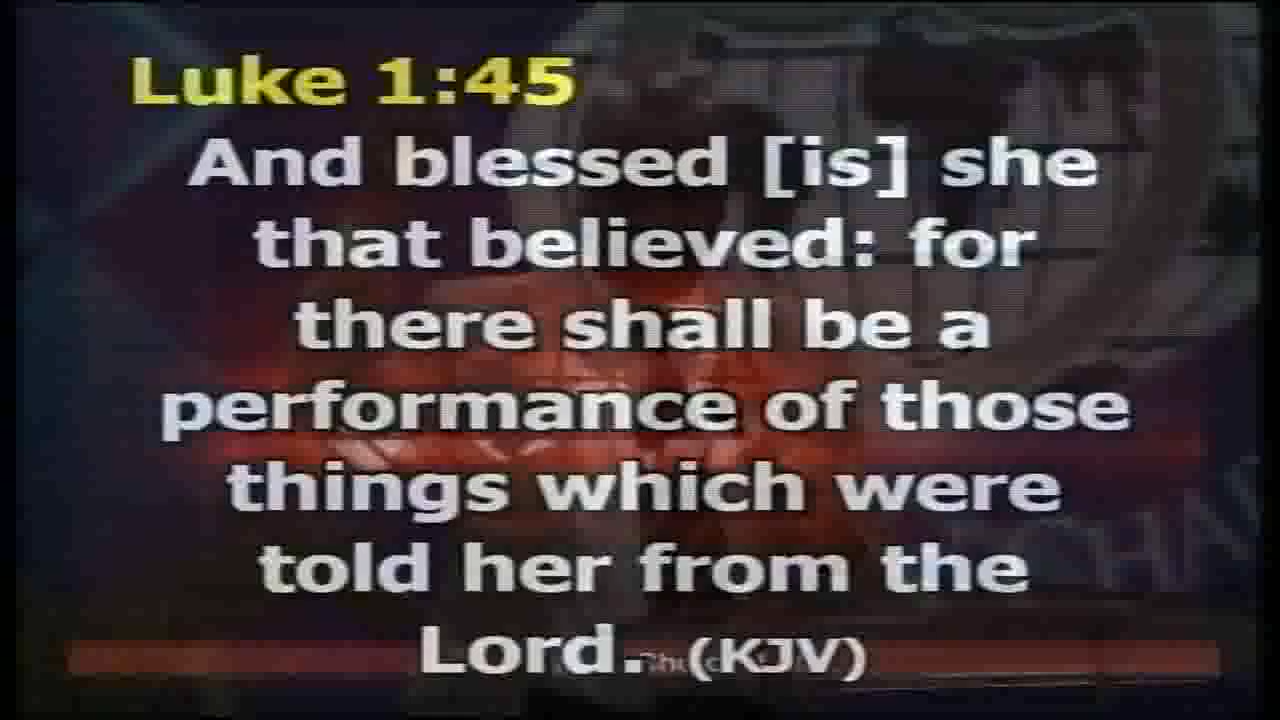 Luke 1:45
And blessed [is] she
that believed: for
there shall be a
performance of those
things which were
told her from the
Lord. (KJV)